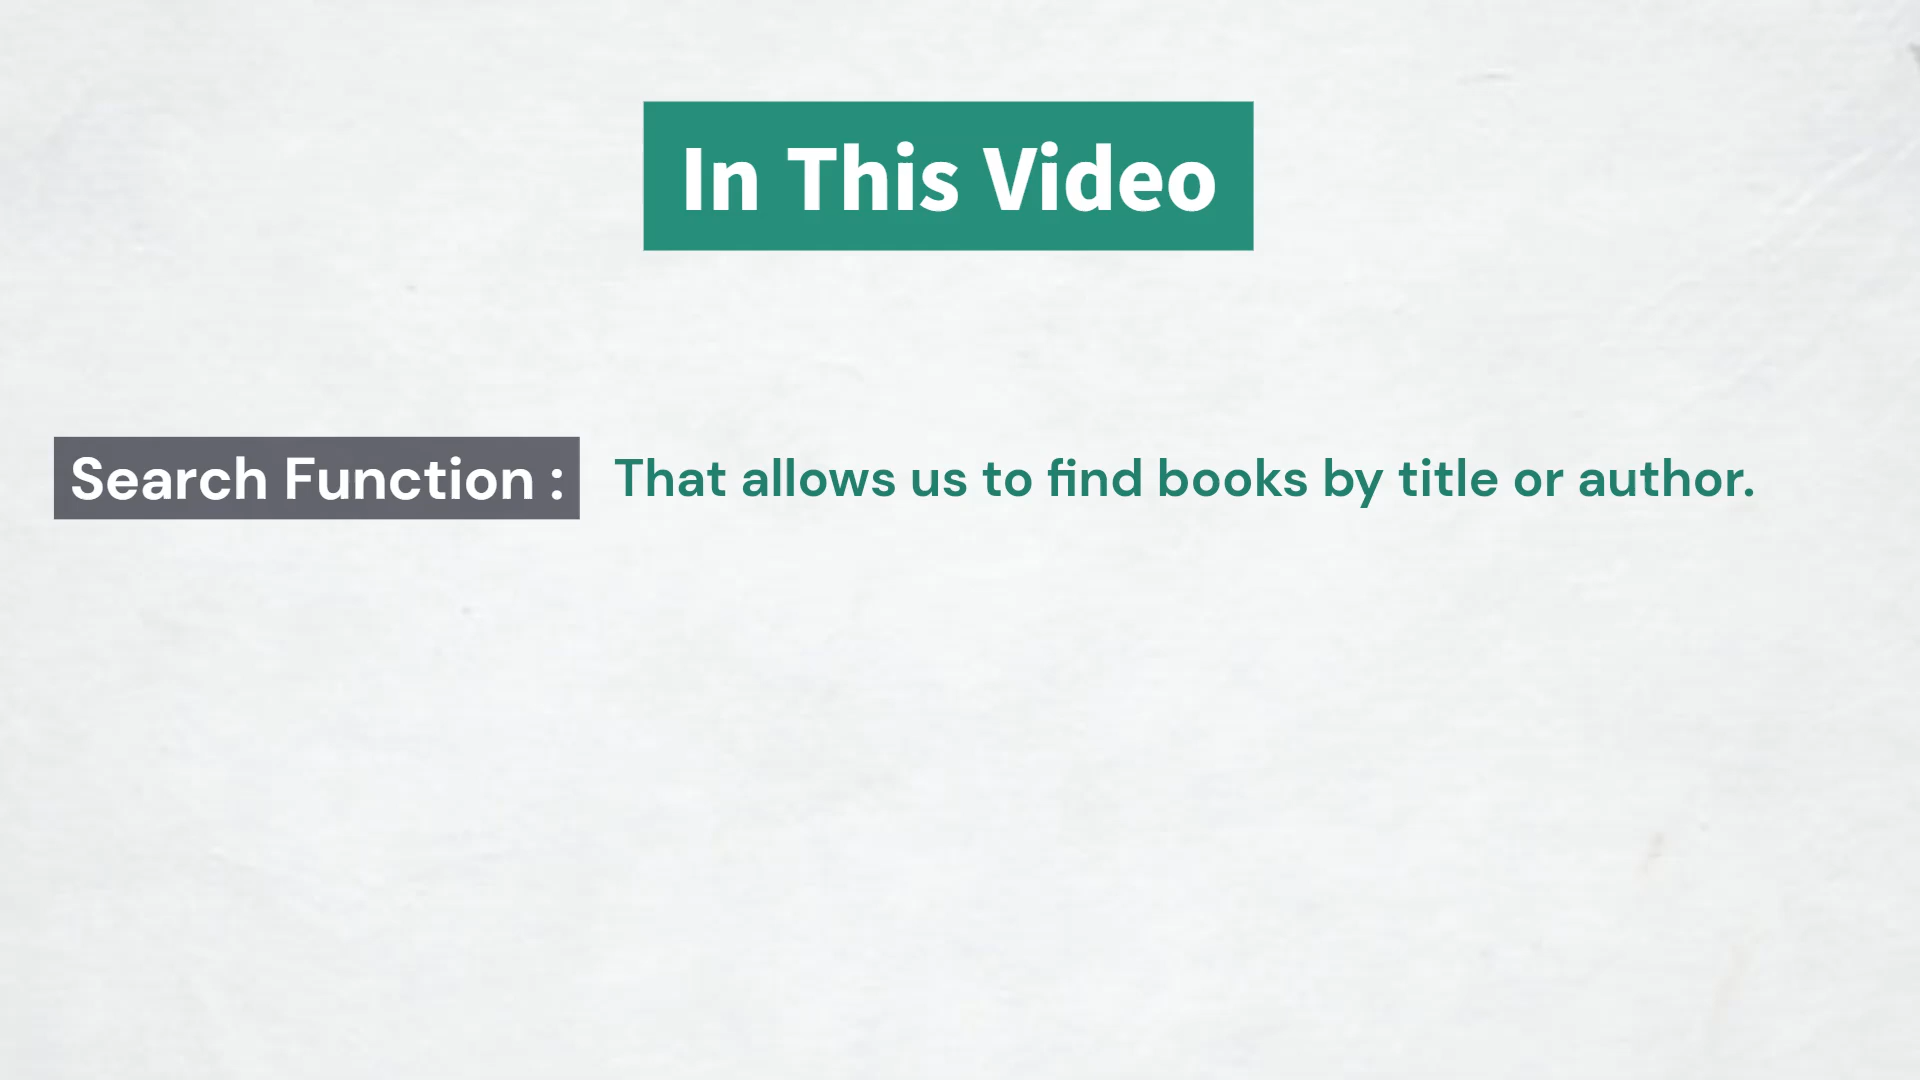 In This Video
Search Function : That allows us to find books by title or author.